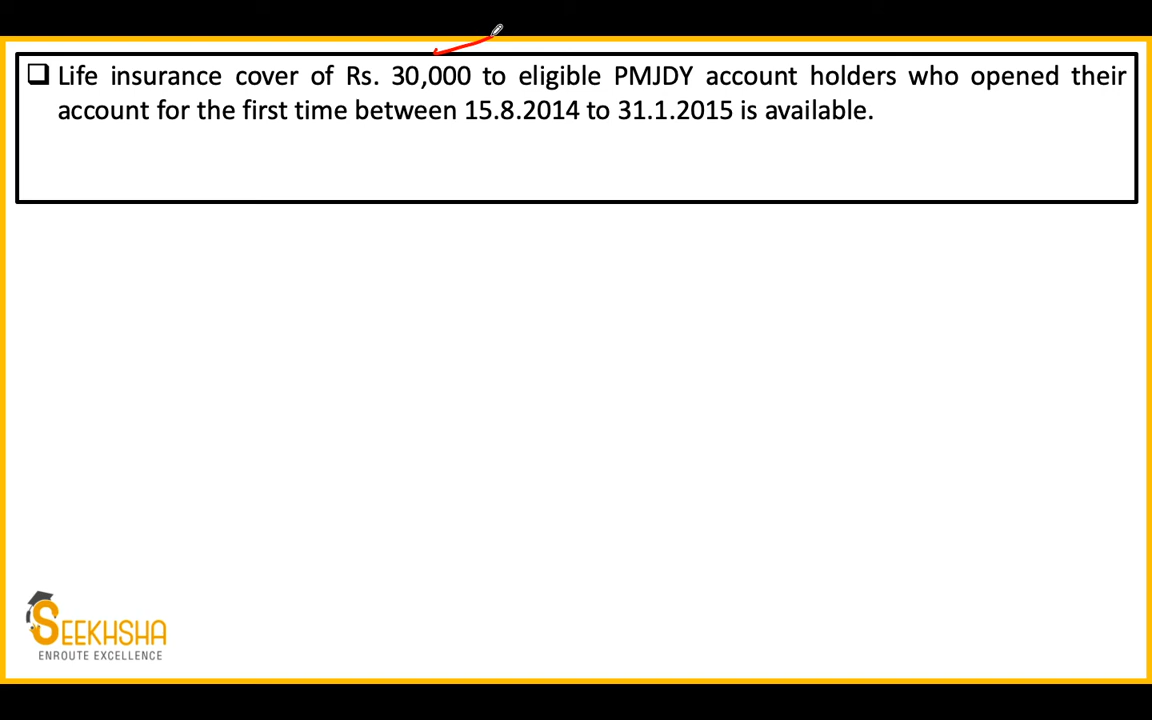 Life insurance cover of Rs. 30,000 to eligible PMJDY account holders who opened their
account for the first time between 15.8.2014 to 31.1.2015 is available.
SEEKHSHA
ENROUTE EXCELLENCE